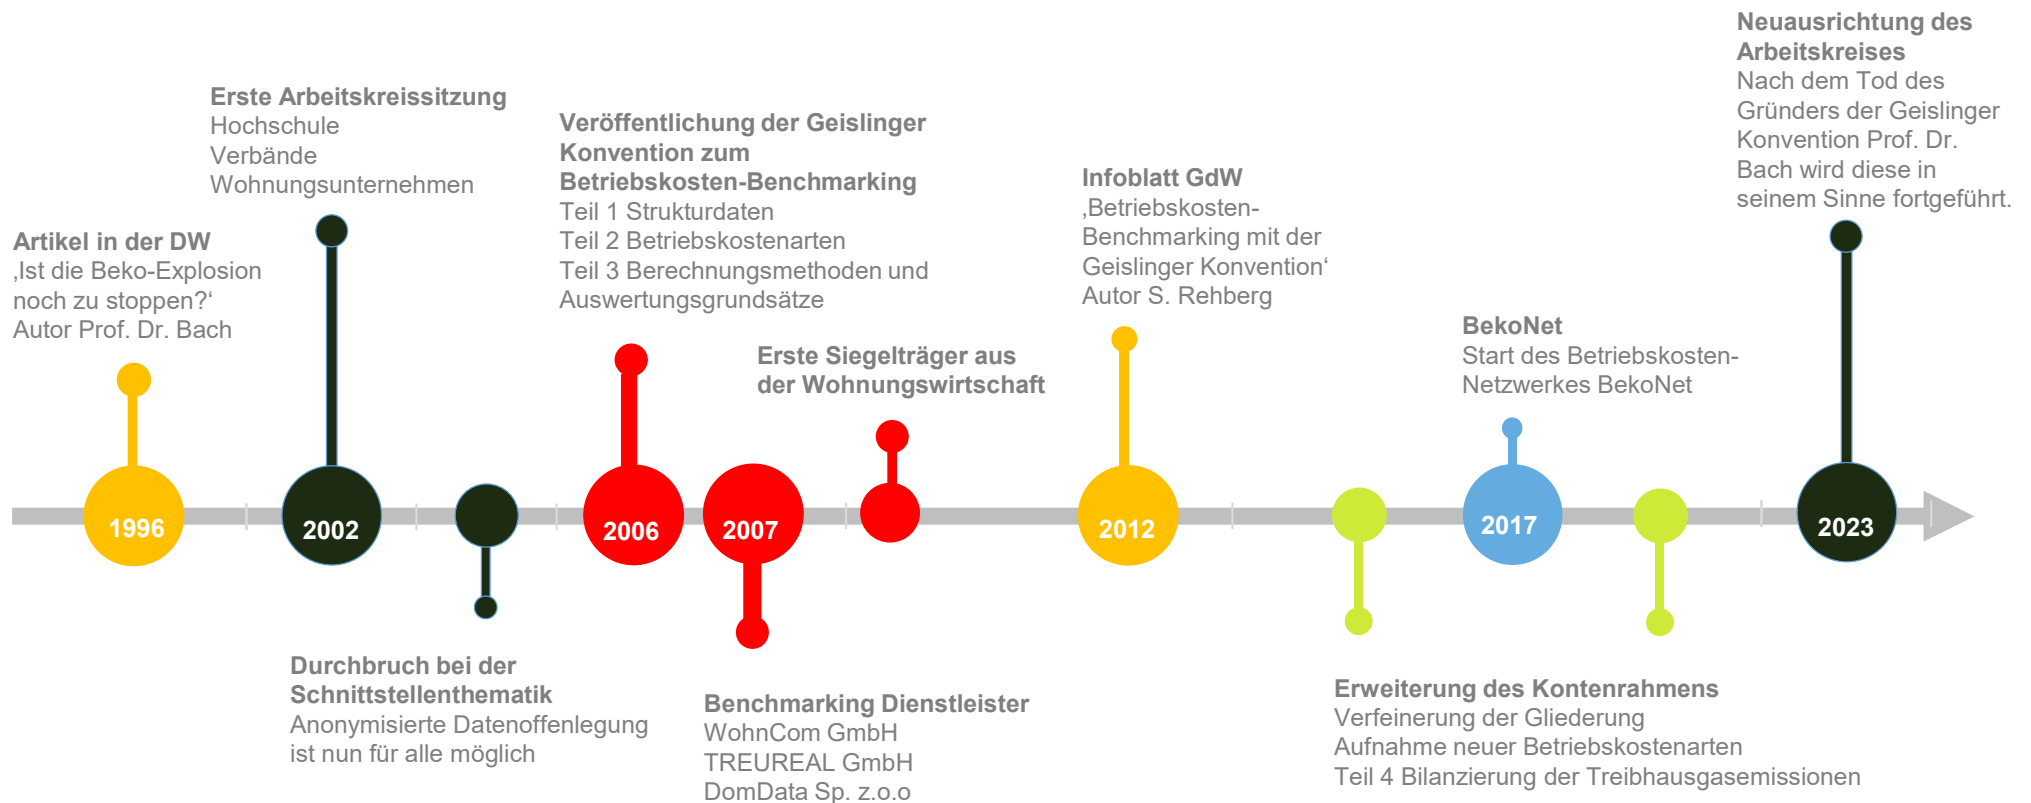 Artikel in der DW
‚Ist die Beko-Explosion
noch zu stoppen?‘
Autor Prof. Dr. Bach
1996
Erste Arbeitskreissitzung
Hochschule
Verbände
Wohnungsunternehmen
2002
Durchbruch bei der
Schnittstellenthematik
Anonymisierte Datenoffenlegung
ist nun für alle möglich
Veröffentlichung der Geislinger
Konvention zum
Betriebskosten-Benchmarking
Teil 1 Strukturdaten
Teil 2 Betriebskostenarten
Teil 3 Berechnungsmethoden und
Auswertungsgrundsätze
2006
2007
Benchmarking Dienstleister
WohnCom GmbH
TREUREAL GmbH
DomData Sp. z.o.o
Erste Siegelträger aus
der Wohnungswirtschaft
Infoblatt GdW
‚Betriebskosten-
Benchmarking mit der
Geislinger Konvention‘
Autor S. Rehberg
2012
BekoNet
Start des Betriebskosten-
Netzwerkes BekoNet
2017
Erweiterung des Kontenrahmens
Verfeinerung der Gliederung
Aufnahme neuer Betriebskostenarten
Teil 4 Bilanzierung der Treibhausgasemissionen
Neuausrichtung des
Arbeitskreises
Nach dem Tod des
Gründers der Geislinger
Konvention Prof. Dr.
Bach wird diese in
seinem Sinne fortgeführt.
2023